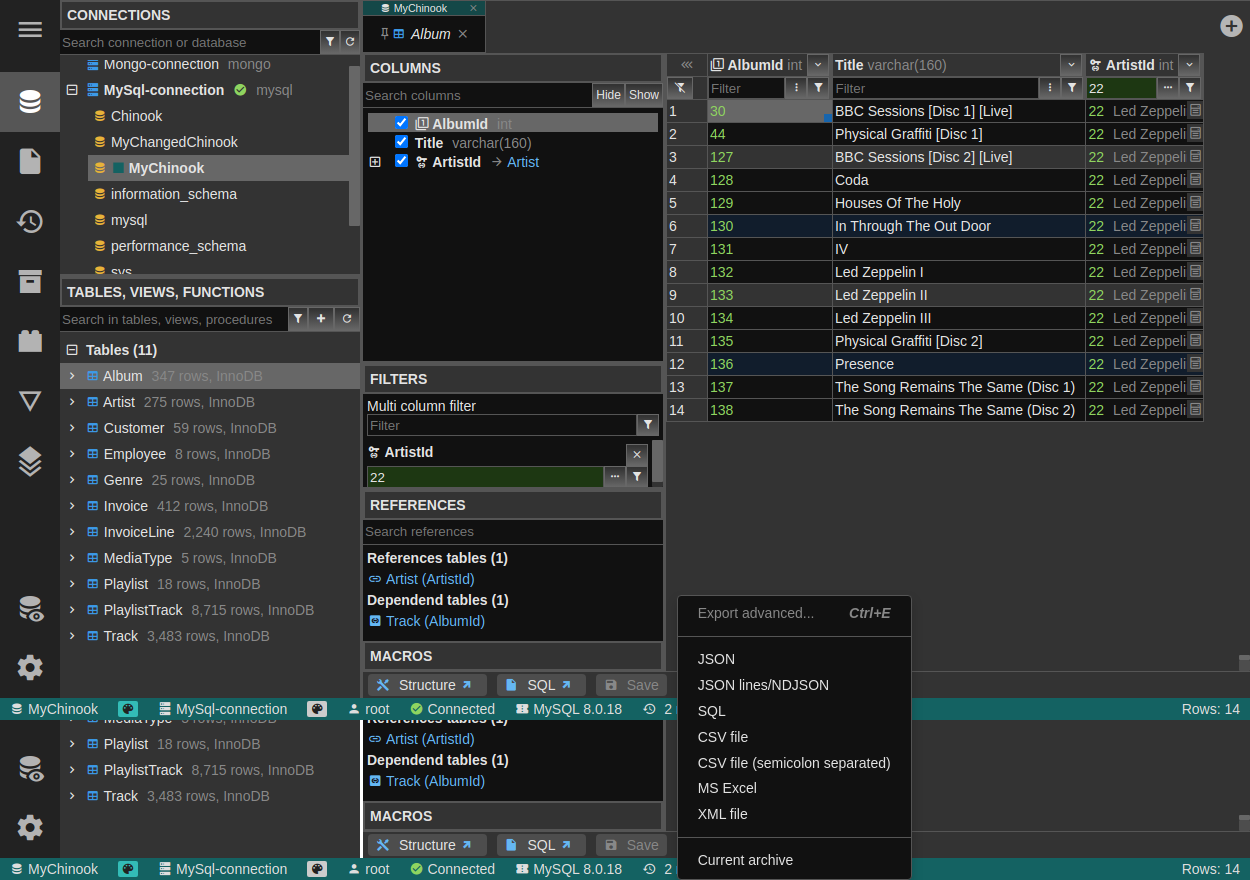 CONNECTIONS
Search connection or database
Mongo-connection mongo
MySql-connection mysql
Chinook
MyChangedChinook
MyChinook
information_schema
mysql
performance_schema
sys
TABLES, VIEWS, FUNCTIONS
Search in tables, views, procedures
Tables (11)
Album 347 rows, InnoDB
Artist 275 rows, InnoDB
Customer 59 rows, InnoDB
Employee 8 rows, InnoDB
Genre 25 rows, InnoDB
Invoice 412 rows, InnoDB
InvoiceLine 2,240 rows, InnoDB
MediaType 5 rows, InnoDB
Playlist 18 rows, InnoDB
PlaylistTrack 8,715 rows, InnoDB
Track 3,483 rows, InnoDB
MyChinook
Album
COLUMNS
Search columns Hide Show
AlbumId int
Title varchar(160)
ArtistId Artist
FILTERS
Multi column filter
Filter
ArtistId
22
REFERENCES
Search references
References tables (1)
Artist (ArtistId)
Dependend tables (1)
Track (AlbumId)
MACROS
Structure SQL Save
AlbumId int Title varchar(160) ArtistId int
Filter Filter 22
1 30 BBC Sessions [Disc 1] [Live] 22 Led Zeppeli
2 44 Physical Graffiti [Disc 1] 22 Led Zeppeli
3 127 BBC Sessions [Disc 2] [Live] 22 Led Zeppeli
4 128 Coda 22 Led Zeppeli
5 129 Houses Of The Holy 22 Led Zeppeli
6 130 In Through The Out Door 22 Led Zeppeli
7 131 IV 22 Led Zeppeli
8 132 Led Zeppelin I 22 Led Zeppeli
9 133 Led Zeppelin II 22 Led Zeppeli
10 134 Led Zeppelin III 22 Led Zeppeli
11 135 Physical Graffiti [Disc 2] 22 Led Zeppeli
12 136 Presence 22 Led Zeppeli
13 137 The Song Remains The Same (Disc 1) 22 Led Zeppeli
14 138 The Song Remains The Same (Disc 2) 22 Led Zeppeli
Export advanced... Ctrl+E
JSON
JSON lines/NDJSON
SQL
CSV file
CSV file (semicolon separated)
MS Excel
XML file
Current archive
MyChinook MySql-connection root Connected MySQL 8.0.18 2 Rows: 14
MediaType 5 rows, InnoDB
Playlist 18 rows, InnoDB
PlaylistTrack 8,715 rows, InnoDB
Track 3,483 rows, InnoDB
References tables (1)
Artist (ArtistId)
Dependend tables (1)
Track (AlbumId)
MACROS
Structure SQL Save
MyChinook MySql-connection root Connected MySQL 8.0.18 2 Rows: 14